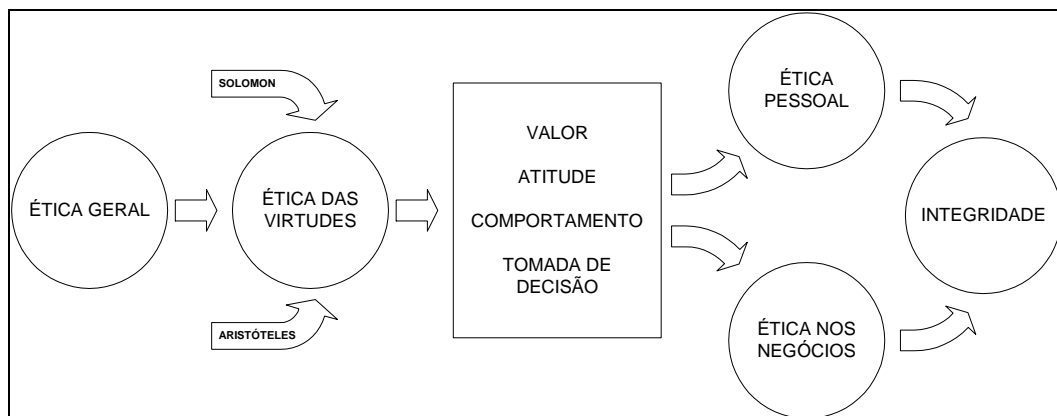 SOLOMON
ÉTICA GERAL
ÉTICA DAS
VIRTUDES
ARISTÓTELES
VALOR
ATITUDE
COMPORTAMENTO
TOMADA DE
DECISÃO
ÉTICA
PESSOAL
ÉTICA NOS
NEGÓCIOS
INTEGRIDADE